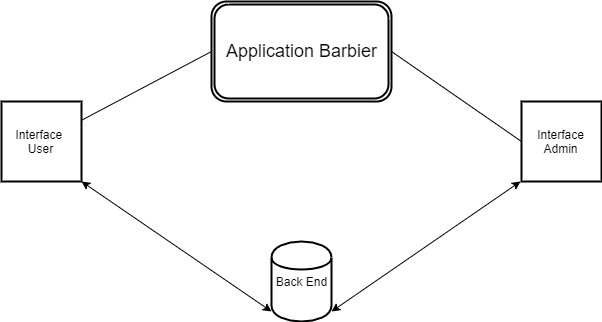 Application Barbier
Interface
User
Interface
Admin
Back End